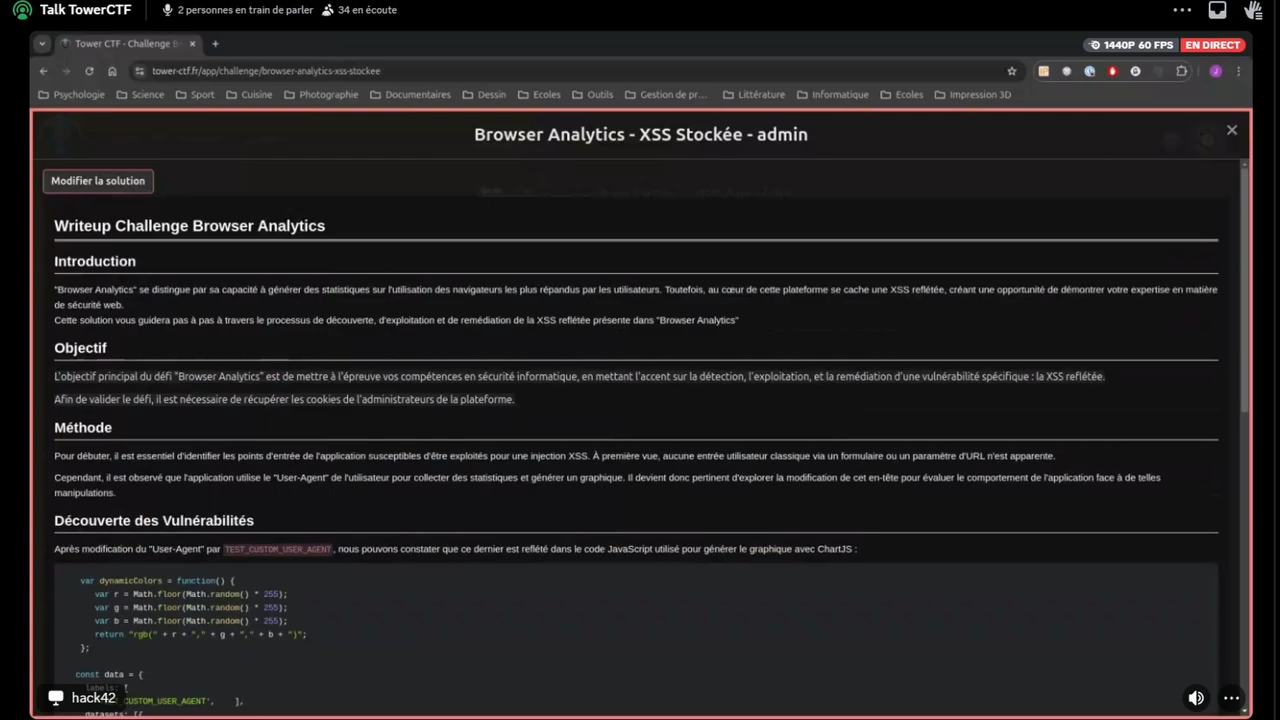 Talk TowerCTF
2 personnes en train de parler
34 en écoute
Tower CTF - Challenge B
1440P 60 FPS
EN DIRECT
tower-ctf.fr/app/challenge/browser-analytics-xss-stockee
J
Psychologie Science Sport Cuisine Photographie Documentaires Dessin Ecoles Outils Gestion de pr... Littérature Informatique Ecoles Impression 3D
Browser Analytics - XSS Stockée - admin
Modifier la solution
Writeup Challenge Browser Analytics
Introduction
"Browser Analytics" se distingue par sa capacité à générer des statistiques sur l'utilisation des navigateurs les plus répandus par les utilisateurs. Toutefois, au cœur de cette plateforme se cache une XSS reflétée, créant une opportunité de démontrer votre expertise en matière
de sécurité web.
Cette solution vous guidera pas à pas à travers le processus de découverte, d'exploitation et de remédiation de la XSS reflétée présente dans "Browser Analytics"
Objectif
L'objectif principal du défi "Browser Analytics" est de mettre à l'épreuve vos compétences en sécurité informatique, en mettant l'accent sur la détection, l'exploitation, et la remédiation d'une vulnérabilité spécifique : la XSS reflétée.
Afin de valider le défi, il est nécessaire de récupérer les cookies de l'administrateurs de la plateforme.
Méthode
Pour débuter, il est essentiel d'identifier les points d'entrée de l'application susceptibles d'être exploités pour une injection XSS. À première vue, aucune entrée utilisateur classique via un formulaire ou un paramètre d'URL n'est apparente.
Cependant, il est observé que l'application utilise le "User-Agent" de l'utilisateur pour collecter des statistiques et générer un graphique. Il devient donc pertinent d'explorer la modification de cet en-tête pour évaluer le comportement de l'application face à de telles
manipulations.
Découverte des Vulnérabilités
Après modification du "User-Agent" par TEST_CUSTOM_USER_AGENT, nous pouvons constater que ce dernier est reflété dans le code JavaScript utilisé pour générer le graphique avec ChartJS :
var dynamicColors = function() {
var r = Math.floor(Math.random() * 255);
var g = Math.floor(Math.random() * 255);
var b = Math.floor(Math.random() * 255);
return "rgb(" + r + "," + g + "," + b + ")";
};
const data = {
labels: [
_CUSTOM_USER_AGENT', ],
datasets: [{
hack42